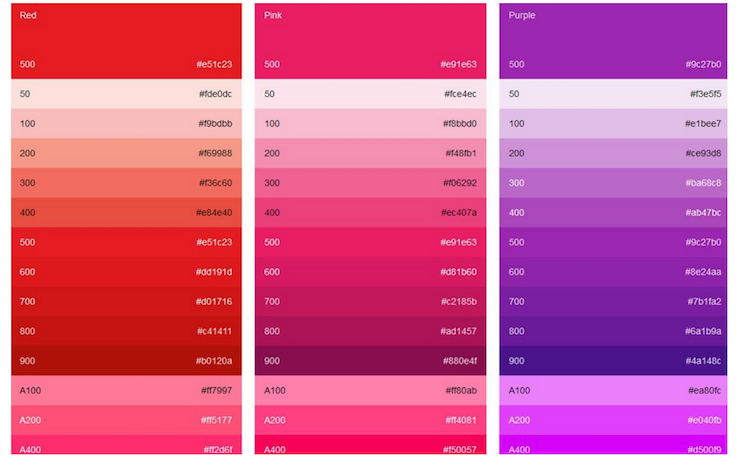 Red
500 #e51c23
50 #fde0dc
100 #f9bdbb
200 #f69988
300 #f36c60
400 #e84e40
500 #e51c23
600 #dd191d
700 #d01716
800 #c41411
900 #b0120a
A100 #ff7997
A200 #ff5177
A400 #ff2d6f
Pink
500 #e91e63
50 #fce4ec
100 #f8bbd0
200 #f48fb1
300 #f06292
400 #ec407a
500 #e91e63
600 #d81b60
700 #c2185b
800 #ad1457
900 #880e4f
A100 #ff80ab
A200 #ff4081
A400 #f50057
Purple
500 #9c27b0
50 #f3e5f5
100 #e1bee7
200 #ce93d8
300 #ba68c8
400 #ab47bc
500 #9c27b0
600 #8e24aa
700 #7b1fa2
800 #6a1b9a
900 #4a148c
A100 #ea80fc
A200 #e040fb
A400 #d500f9